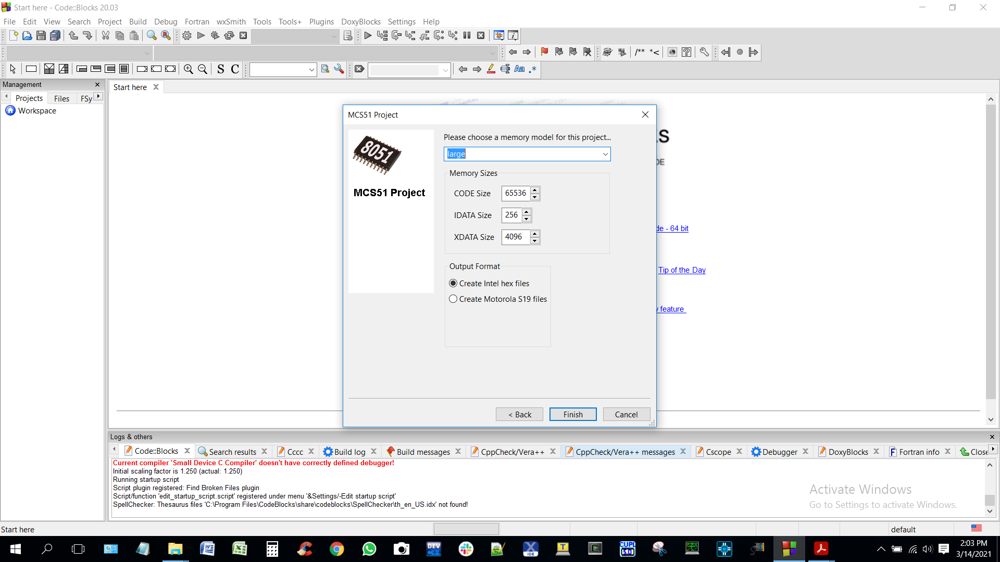 Start here - Code::Blocks 20.03
File Edit View Search Project Build Debug Fortran wxSmith Tools Tools+ Plugins DoxyBlocks Settings Help
/** *<
S C Aa .*
Management
Start here
Projects Files FSy
Workspace
S
DE
de - 64 bit
Tip of the Day
feature
MCS51 Project
8051
MCS51 Project
Please choose a memory model for this project...
large
Memory Sizes
CODE Size 65536
IDATA Size 256
XDATA Size 4096
Output Format
Create Intel hex files
Create Motorola S19 files
< Back Finish Cancel
Logs & others
Code::Blocks Search results Cccc Build log Build messages CppCheck/Vera++ CppCheck/Vera++ messages Cscope Debugger DoxyBlocks Fortran info Close
Current compiler 'Small Device C Compiler' doesn't have correctly defined debugger!
Initial scaling factor is 1.250 (actual: 1.250)
Running startup script
Script plugin registered: Find Broken Files plugin
Script/function 'edit_startup_script.script' registered under menu '&Settings/-Edit startup script'
SpellChecker: Thesaurus files 'C:\Program Files\CodeBlocks\share\codeblocks\SpellChecker\th_en_US.idx' not found!
Activate Windows
Go to Settings to activate Windows.
Start here default
DEV IDE T CUPL 5.0
2:03 PM
3/14/2021